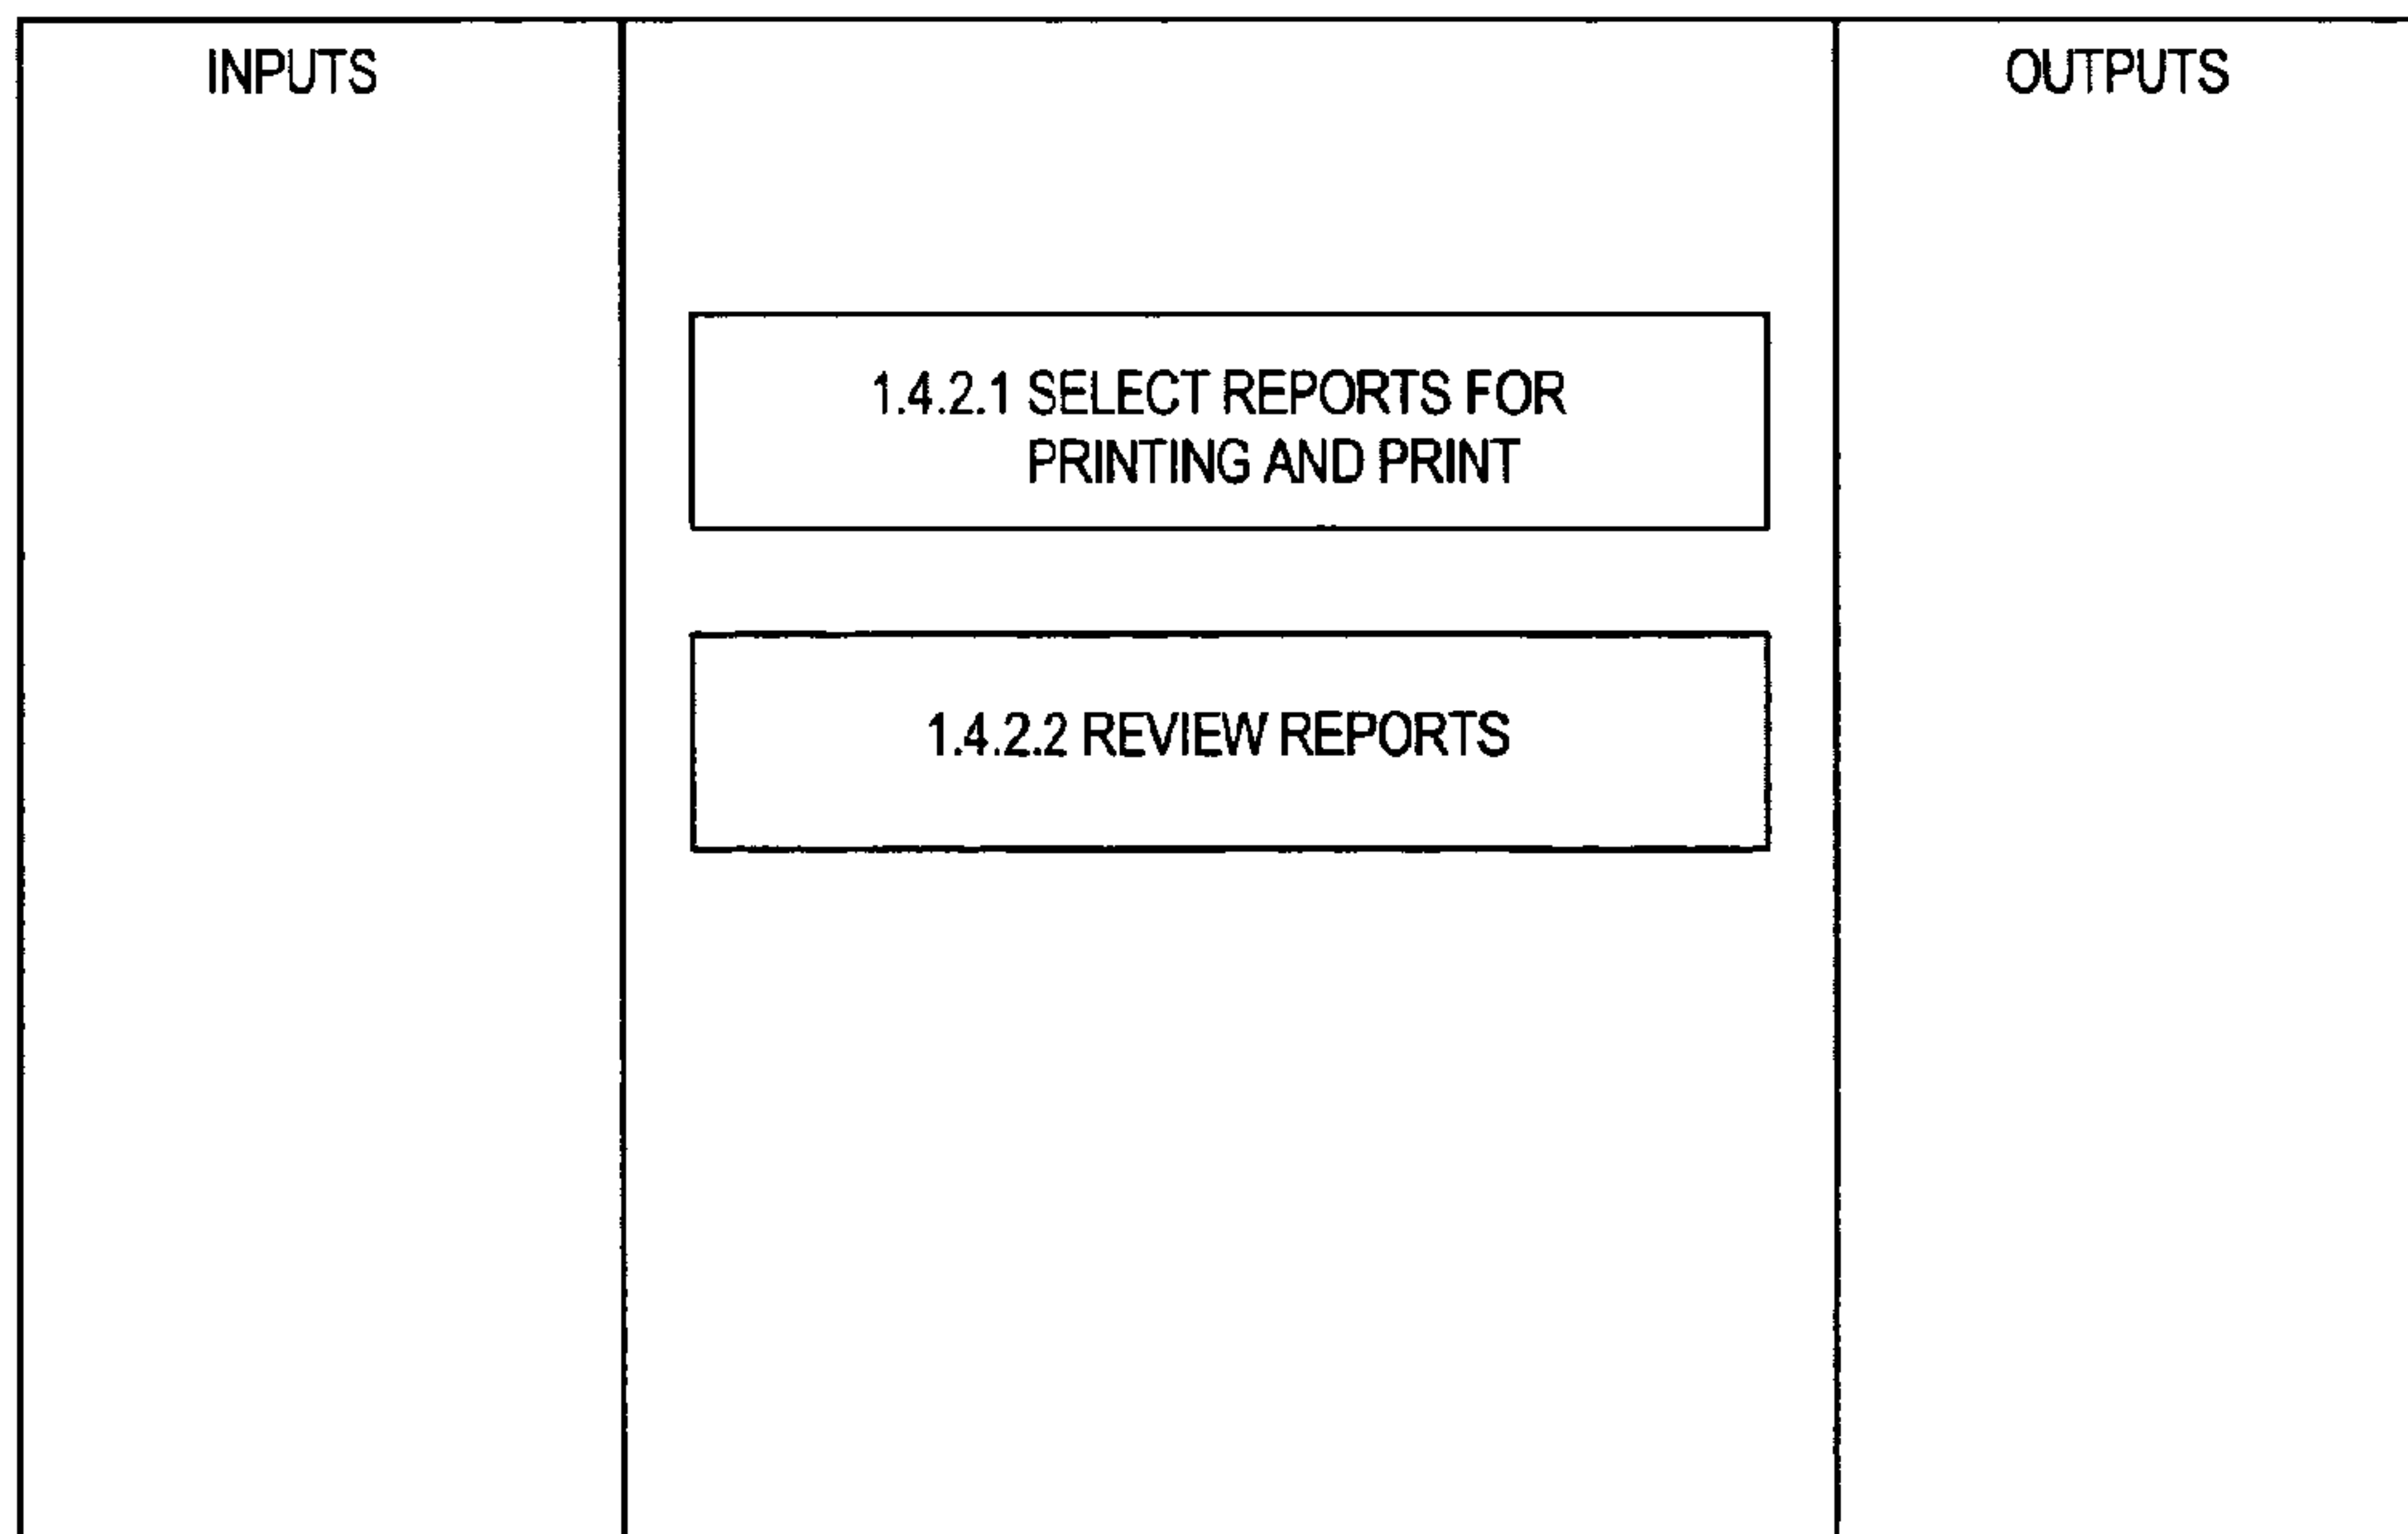 INPUTS
OUTPUTS
1.4.2.1 SELECT REPORTS FOR
PRINTING AND PRINT
1.4.2.2 REVIEW REPORTS